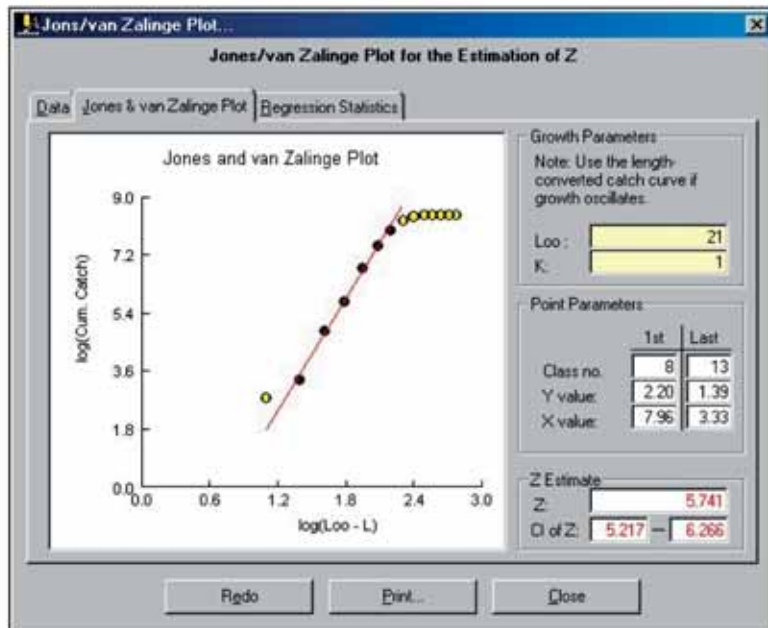 Jons/van Zalinge Plot...
Jones/van Zalinge Plot for the Estimation of Z
Data
Jones & van Zalinge Plot
Regression Statistics
Jones and van Zalinge Plot
9.0
7.2
5.4
3.6
1.8
0.0
log(Cum. Catch)
0.0 0.6 1.2 1.8 2.4 3.0
log(Loo - L)
Growth Parameters
Note: Use the length-
converted catch curve if
growth oscillates.
Loo : 21
K: 1
Point Parameters
1st Last
Class no. 8 13
Y value: 2.20 1.39
X value: 7.96 3.33
Z Estimate
Z: 5.741
CI of Z: 5.217 — 6.266
Redo Print... Close